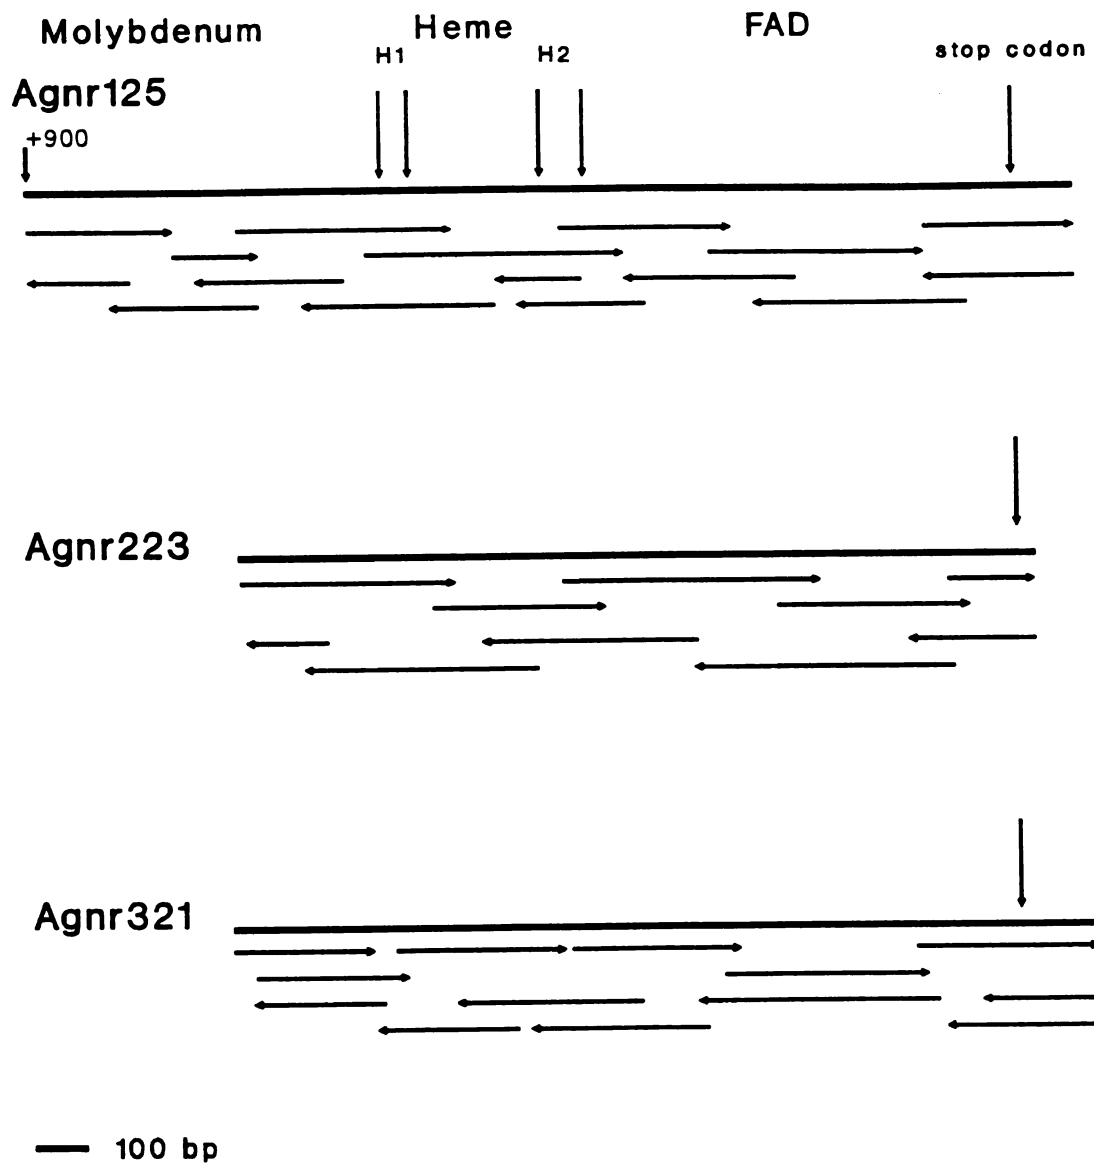 Molybdenum Heme FAD
H1 H2 stop codon
Agnr125
+900
Agnr223
Agnr321
100 bp